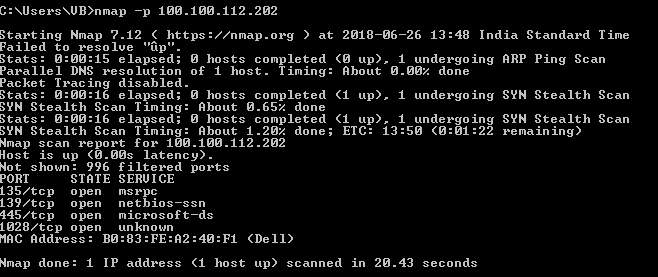 C:\Users\VB>nmap -p 100.100.112.202
Starting Nmap 7.12 ( https://nmap.org ) at 2018-06-26 13:48 India Standard Time
Failed to resolve "ûp".
Stats: 0:00:15 elapsed; 0 hosts completed (0 up), 1 undergoing ARP Ping Scan
Parallel DNS resolution of 1 host. Timing: About 0.00% done
Packet Tracing disabled.
Stats: 0:00:16 elapsed; 0 hosts completed (1 up), 1 undergoing SYN Stealth Scan
SYN Stealth Scan Timing: About 0.65% done
Stats: 0:00:16 elapsed; 0 hosts completed (1 up), 1 undergoing SYN Stealth Scan
SYN Stealth Scan Timing: About 1.20% done; ETC: 13:50 (0:01:22 remaining)
Nmap scan report for 100.100.112.202
Host is up (0.00s latency).
Not shown: 996 filtered ports
PORT     STATE SERVICE
135/tcp  open  msrpc
139/tcp  open  netbios-ssn
445/tcp  open  microsoft-ds
1028/tcp open  unknown
MAC Address: B0:83:FE:A2:40:F1 (Dell)
Nmap done: 1 IP address (1 host up) scanned in 20.43 seconds